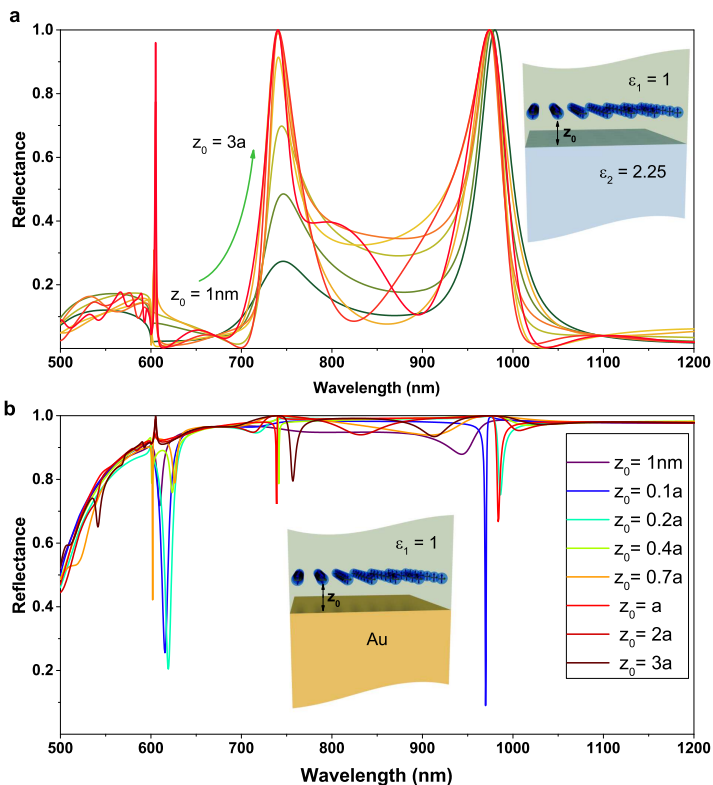 a
Reflectance
1.0
0.8
0.6
0.4
0.2
z₀ = 3a
z₀ = 1nm
ε₁ = 1
z₀
ε₂ = 2.25
500 600 700 800 900 1000 1100 1200
Wavelength (nm)
b
Reflectance
1.0
0.8
0.6
0.4
0.2
ε₁ = 1
z₀
Au
z₀= 1nm
z₀= 0.1a
z₀= 0.2a
z₀= 0.4a
z₀= 0.7a
z₀= a
z₀= 2a
z₀= 3a
500 600 700 800 900 1000 1100 1200
Wavelength (nm)